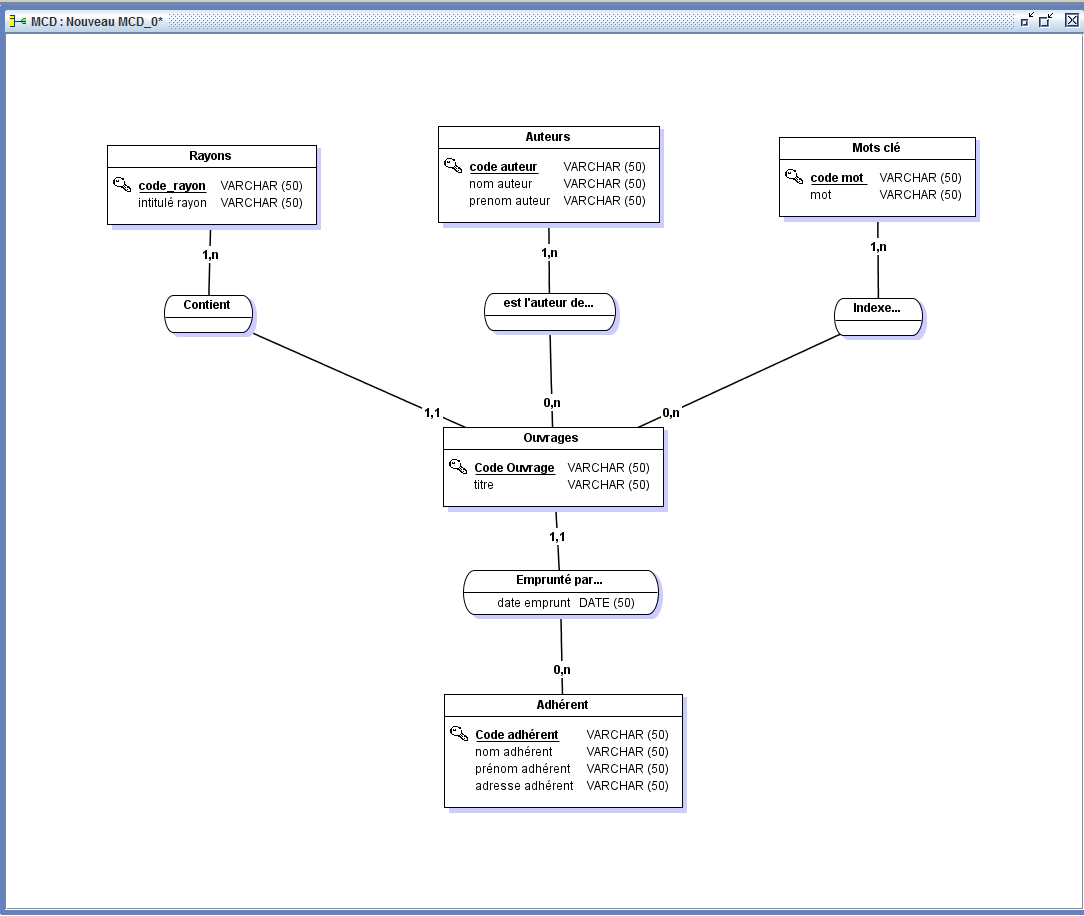 MCD : Nouveau MCD_0*
Rayons
code_rayon VARCHAR (50)
intitulé rayon VARCHAR (50)
Auteurs
code auteur VARCHAR (50)
nom auteur VARCHAR (50)
prenom auteur VARCHAR (50)
Mots clé
code mot VARCHAR (50)
mot VARCHAR (50)
1,n
1,n
1,n
Contient
est l'auteur de...
Indexe...
1,1
0,n
0,n
Ouvrages
Code Ouvrage VARCHAR (50)
titre VARCHAR (50)
1,1
Emprunté par...
date emprunt DATE (50)
0,n
Adhérent
Code adhérent VARCHAR (50)
nom adhérent VARCHAR (50)
prénom adhérent VARCHAR (50)
adresse adhérent VARCHAR (50)